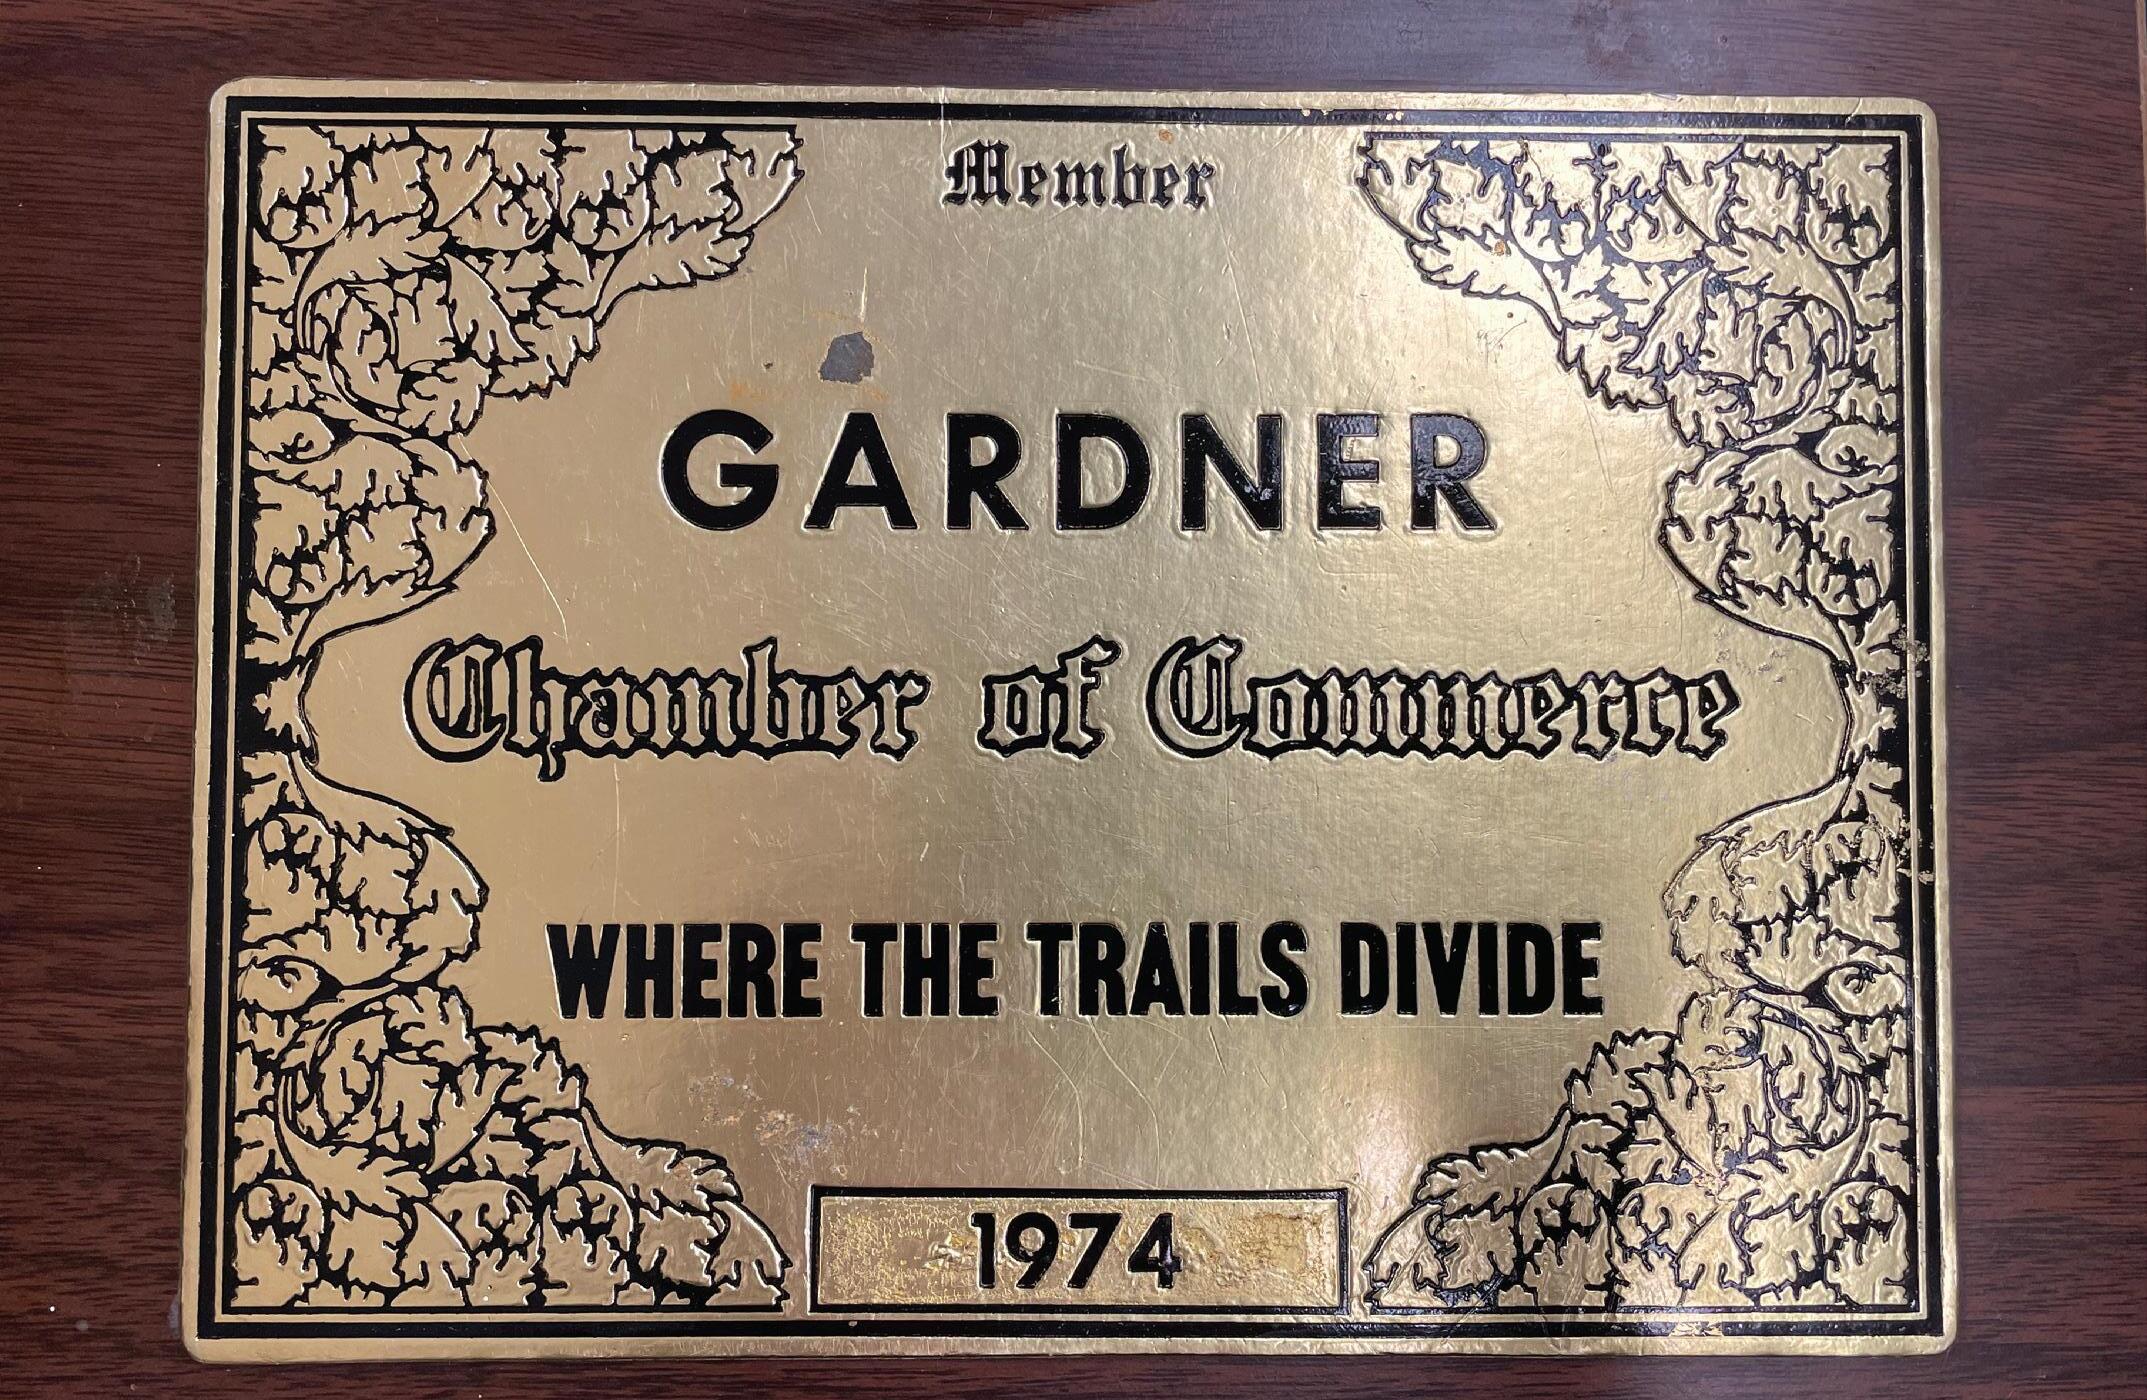 Member
GARDNER
Chamber of Commerce
WHERE THE TRAILS DIVIDE
1974